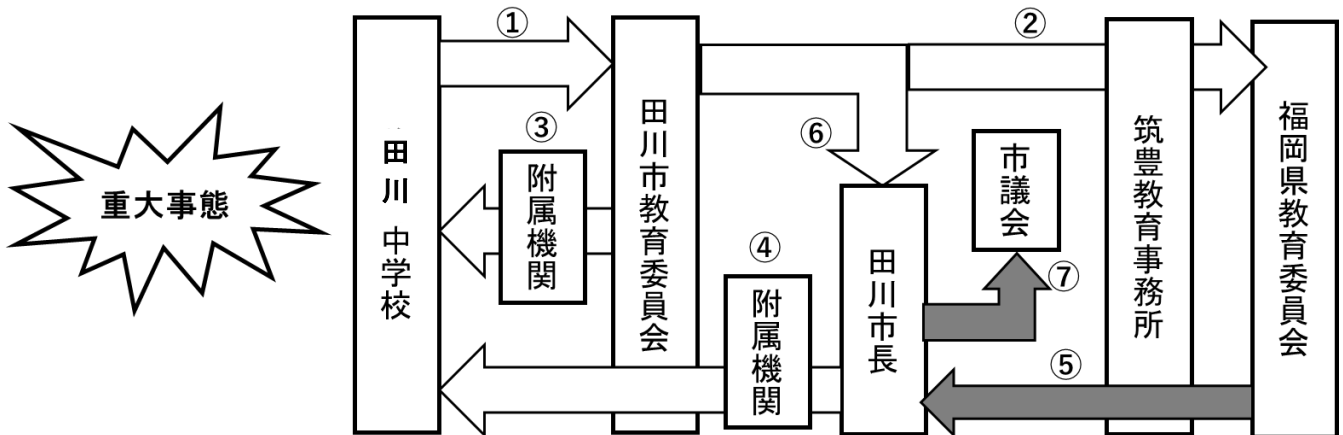 重大事態
田川 中学校
①
田川市教育委員会
②
③
附属機関
⑥
市議会
筑豊教育事務所
福岡県教育委員会
④
附属機関
田川市長
⑦
⑤